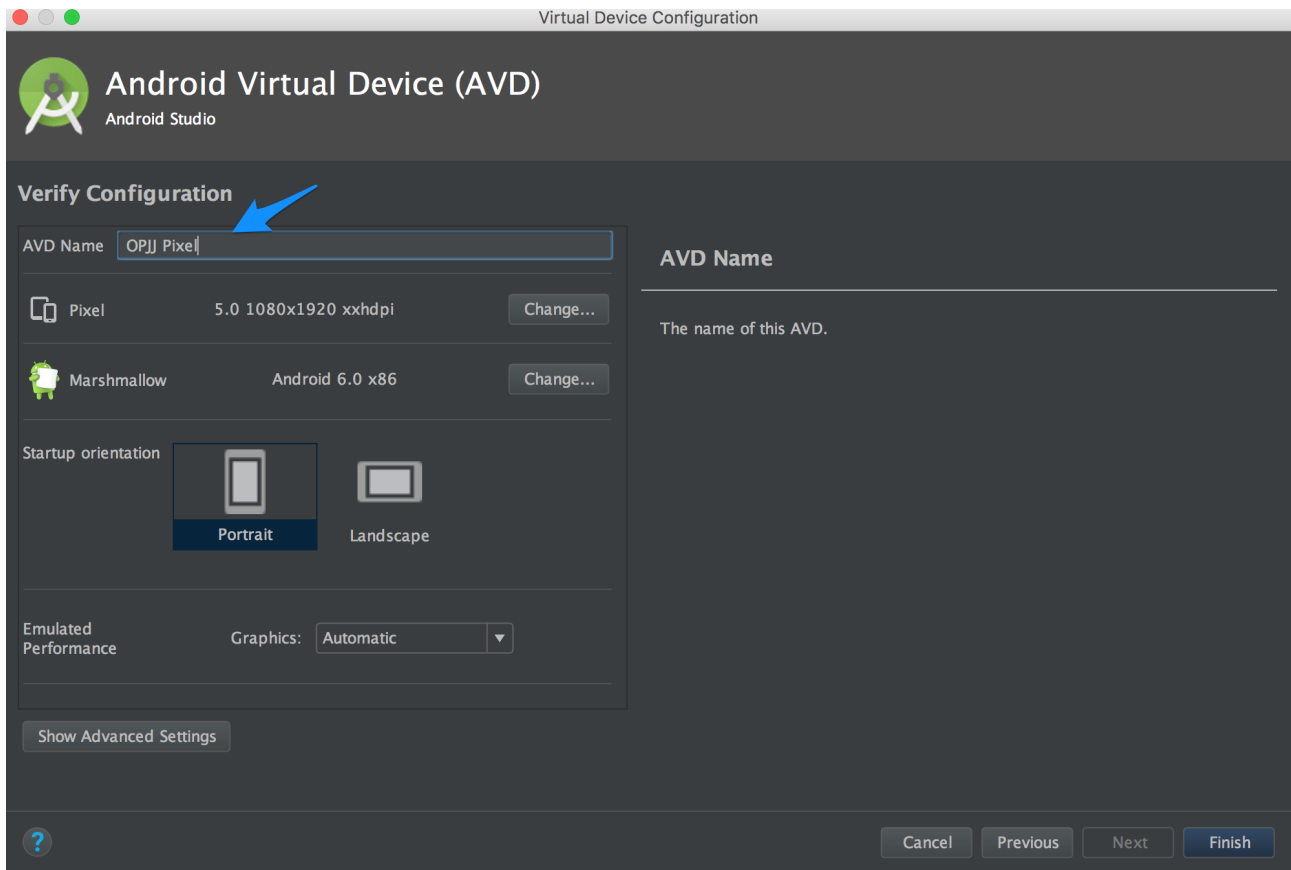 Virtual Device Configuration
Android Virtual Device (AVD)
Android Studio
Verify Configuration
AVD Name OPJJ Pixel
Pixel 5.0 1080x1920 xxhdpi Change...
Marshmallow Android 6.0 x86 Change...
Startup orientation
Portrait
Landscape
Emulated
Performance
Graphics: Automatic
Show Advanced Settings
AVD Name
The name of this AVD.
?
Cancel Previous Next Finish